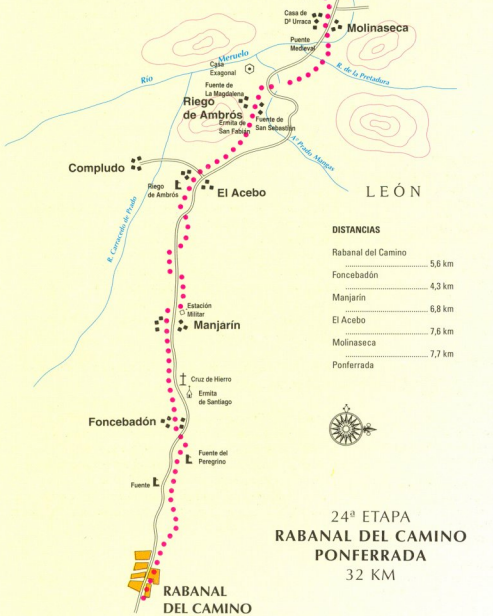 Casa de
Dª Urraca
Molinaseca
Puente
Medieval
Meruelo
Río
Casa
Exagonal
R. de la Pretadora
Fuente de
La Magdalena
Riego
de Ambrós
Ermita de
San Fabián
Fuente de
San Sebastián
Aº Prado Mangas
Compludo
Riego
de Ambrós
El Acebo
R. Carracedo de Prado
LEÓN
DISTANCIAS
Rabanal del Camino
5,6 km
Foncebadón
4,3 km
Manjarín
6,8 km
El Acebo
7,6 km
Molinaseca
7,7 km
Ponferrada
Estación
Militar
Manjarín
Cruz de Hierro
Ermita
de Santiago
Foncebadón
Fuente del
Peregrino
Fuente
24ª ETAPA
RABANAL DEL CAMINO
PONFERRADA
32 KM
RABANAL
DEL CAMINO